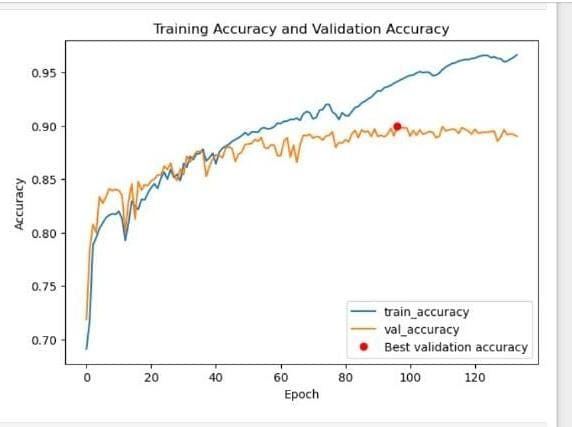 Training Accuracy and Validation Accuracy
Accuracy
0.95
0.90
0.85
0.80
0.75
0.70
train_accuracy
val_accuracy
Best validation accuracy
0 20 40 60 80 100 120
Epoch